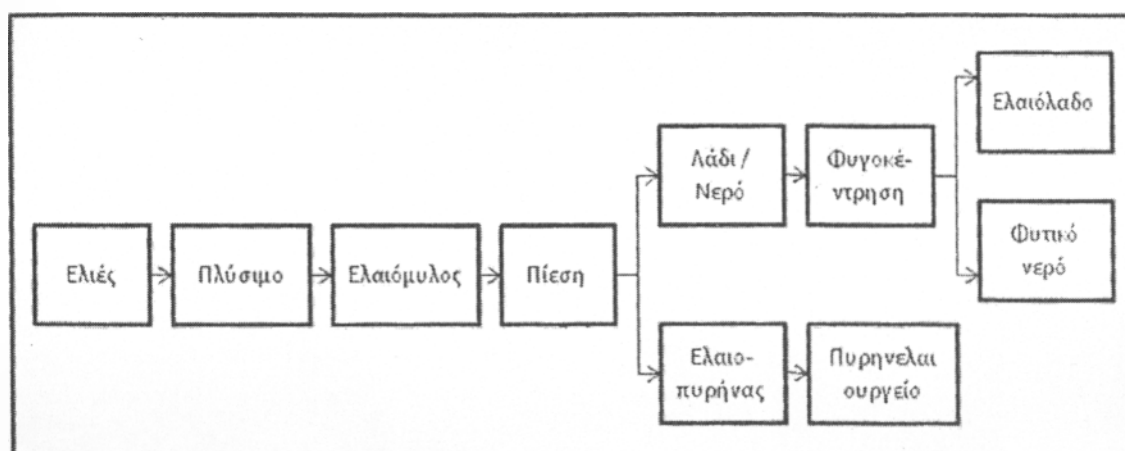 Ελιές
Πλύσιμο
Ελαιόμυλος
Πίεση
Λάδι /
Νερό
Φυγοκέ-
ντρηση
Ελαιόλαδο
Φυτικό
νερό
Ελαιο-
πυρήνας
Πυρηνελαι
ουργείο